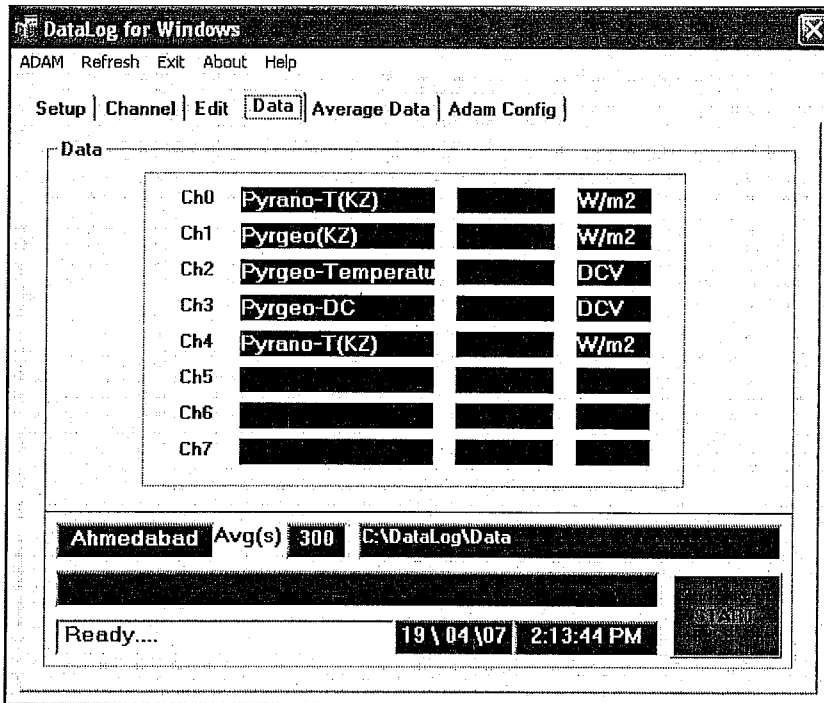 DataLog for Windows
ADAM Refresh Exit About Help
Setup Channel Edit Data Average Data Adam Config
Data
Ch0 Pyrano-T(KZ) W/m2
Ch1 Pyrgeo(KZ) W/m2
Ch2 Pyrgeo-Temperatu DCV
Ch3 Pyrgeo-DC DCV
Ch4 Pyrano-T(KZ) W/m2
Ch5
Ch6
Ch7
Ahmedabad Avg(s) 300 C:\DataLog\Data
START
Ready.... 19 \ 04 \07 2:13:44 PM